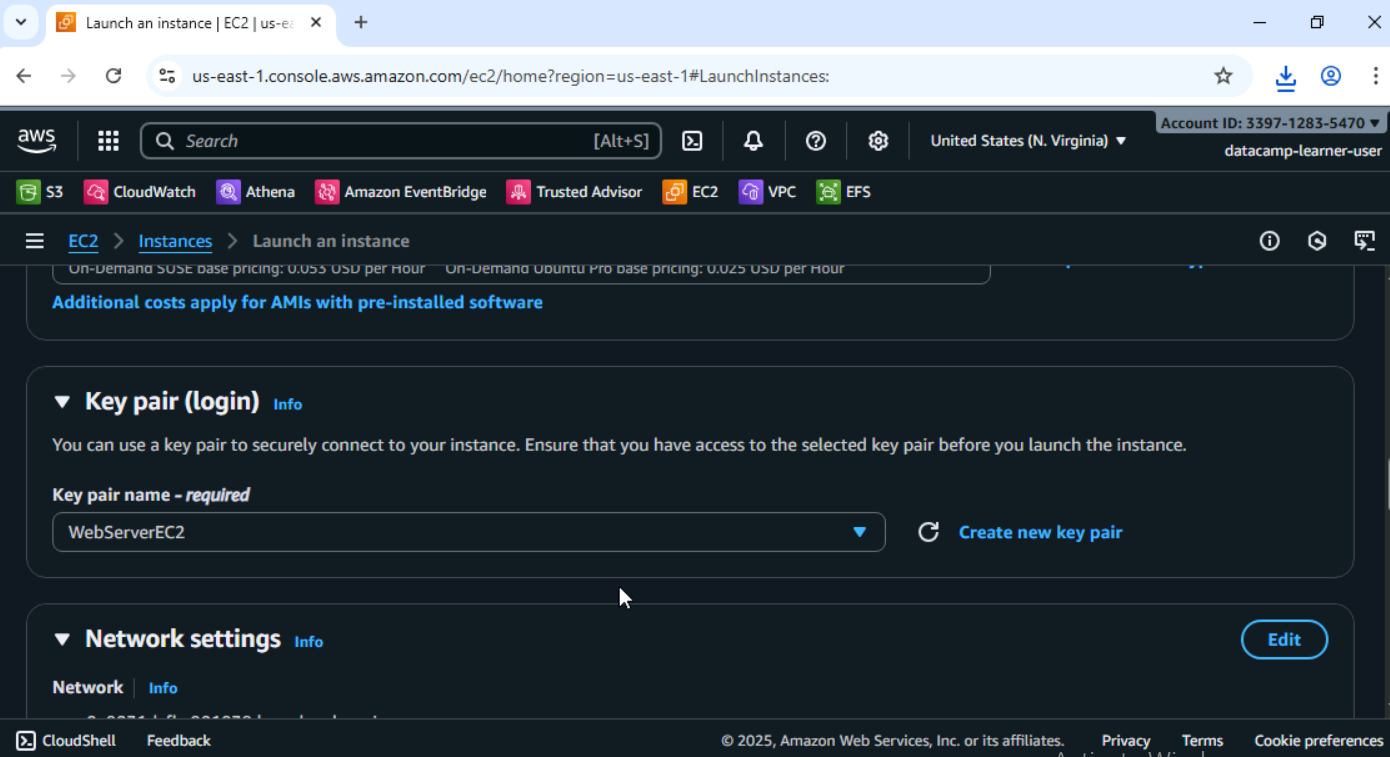 Launch an instance | EC2 | us-ea
us-east-1.console.aws.amazon.com/ec2/home?region=us-east-1#LaunchInstances:
aws Search [Alt+S] United States (N. Virginia) Account ID: 3397-1283-5470
datacamp-learner-user
S3 CloudWatch Athena Amazon EventBridge Trusted Advisor EC2 VPC EFS
EC2 > Instances > Launch an instance
On-Demand SUSE base pricing: 0.053 USD per Hour On-Demand Ubuntu Pro base pricing: 0.025 USD per Hour
Additional costs apply for AMIs with pre-installed software
Key pair (login) Info
You can use a key pair to securely connect to your instance. Ensure that you have access to the selected key pair before you launch the instance.
Key pair name - required
WebServerEC2 Create new key pair
Network settings Info Edit
Network Info
CloudShell Feedback © 2025, Amazon Web Services, Inc. or its affiliates. Privacy Terms Cookie preferences